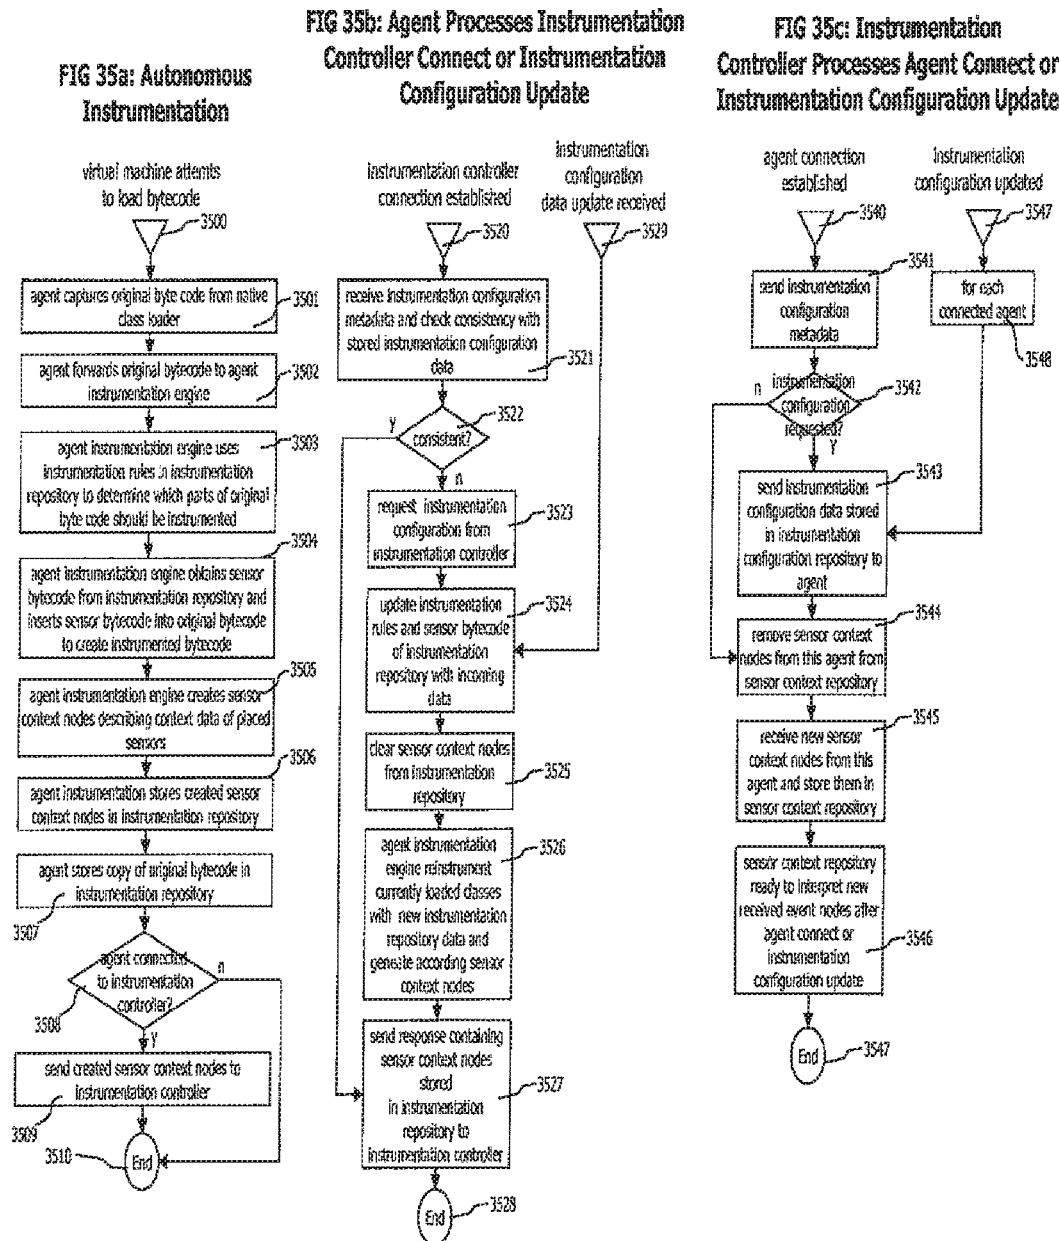 FIG 35a: Autonomous
Instrumentation
virtual machine attemts
to load bytecode
3500
agent captures original byte code from native
class loader
3501
agent forwards original bytecode to agent
instrumentation engine
3502
agent instrumentation engine uses
instrumentation rules in instrumentation
repository to determine which parts of original
byte code should be instrumented
3503
3504
agent instrumentation engine obtains sensor
bytecode from instrumentation repository and
inserts sensor bytecode into original bytecode
to create instrumented bytecode
3505
agent instrumentation engine creates sensor
context nodes describing context data of placed
sensors
3506
agent instrumentation stores created sensor
context nodes in instrumentation repository
agent stores copy of original bytecode in
instrumentation repository
3507
agent connected
to instrumentation
controller?
n
3508
y
send created sensor context nodes to
instrumentation controller
3509
3510
End
FIG 35b: Agent Processes Instrumentation
Controller Connect or Instrumentation
Configuration Update
instrumentation controller
connection established
3520
instrumentation
configuration
data update received
3529
receive instrumentation configuration
metadata and check consistency with
stored instrumentation configuration
data
3521
3522
y
consistent?
n
request instrumentation
configuration from
instrumentation controller
3523
update instrumentation
rules and sensor bytecode
of instrumentation
repository with incoming
data
3524
clear sensor context nodes
from instrumentation
repository
3525
agent instrumentation
engine reinstrument
currently loaded classes
with new instrumentation
repository data and
geneate according sensor
context nodes
3526
send response containing
sensor context nodes
stored
in instrumentation
repository to
instrumentation controller
3527
End
3528
FIG 35c: Instrumentation
Controller Processes Agent Connect or
Instrumentation Configuration Update
agent connection
established
3540
instrumentation
configuration updated
3547
3541
send instrumentation
configuration
metadata
for each
connected agent
3548
n
instrumentation
configuration
requested?
3542
Y
send instrumentation
configuration data stored
in instrumentation
configuration repository to
agent
3543
3544
remove sensor context
nodes from this agent from
sensor context repository
3545
receive new sensor
context nodes from this
agent and store them in
sensor context repository
sensor context repository
ready to interpret new
received event nodes after
agent connect or
instrumentation
configuration update
3546
End
3547